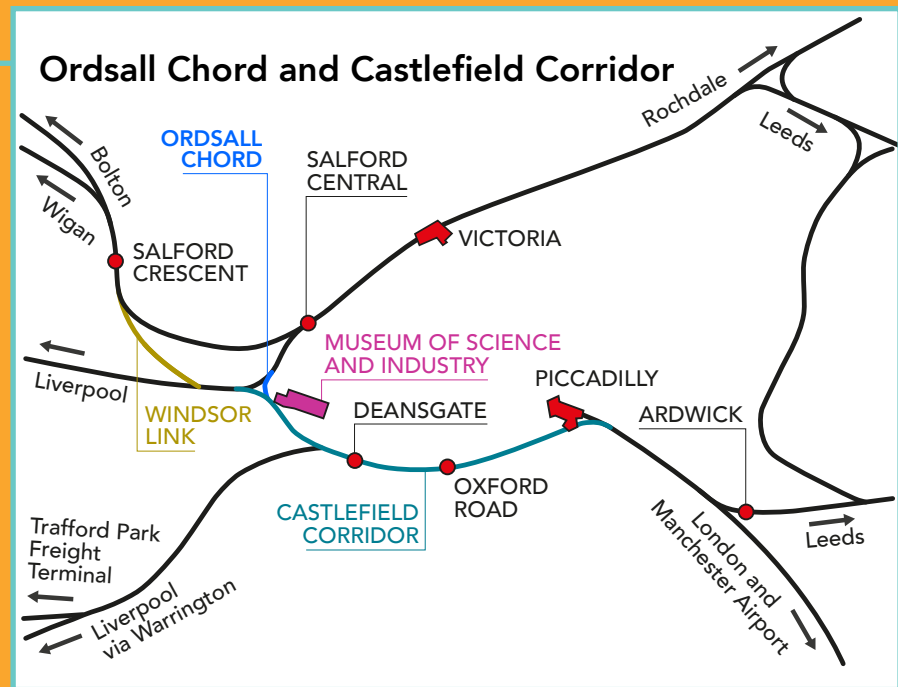 Ordsall Chord and Castlefield Corridor
Rochdale
Leeds
ORDSALL
CHORD
SALFORD
CENTRAL
Bolton
Wigan
VICTORIA
SALFORD
CRESCENT
MUSEUM OF SCIENCE
AND INDUSTRY
Liverpool
PICCADILLY
WINDSOR
LINK
DEANSGATE
ARDWICK
OXFORD
ROAD
CASTLEFIELD
CORRIDOR
Leeds
London and
Manchester Airport
Trafford Park
Freight
Terminal
Liverpool
via Warrington